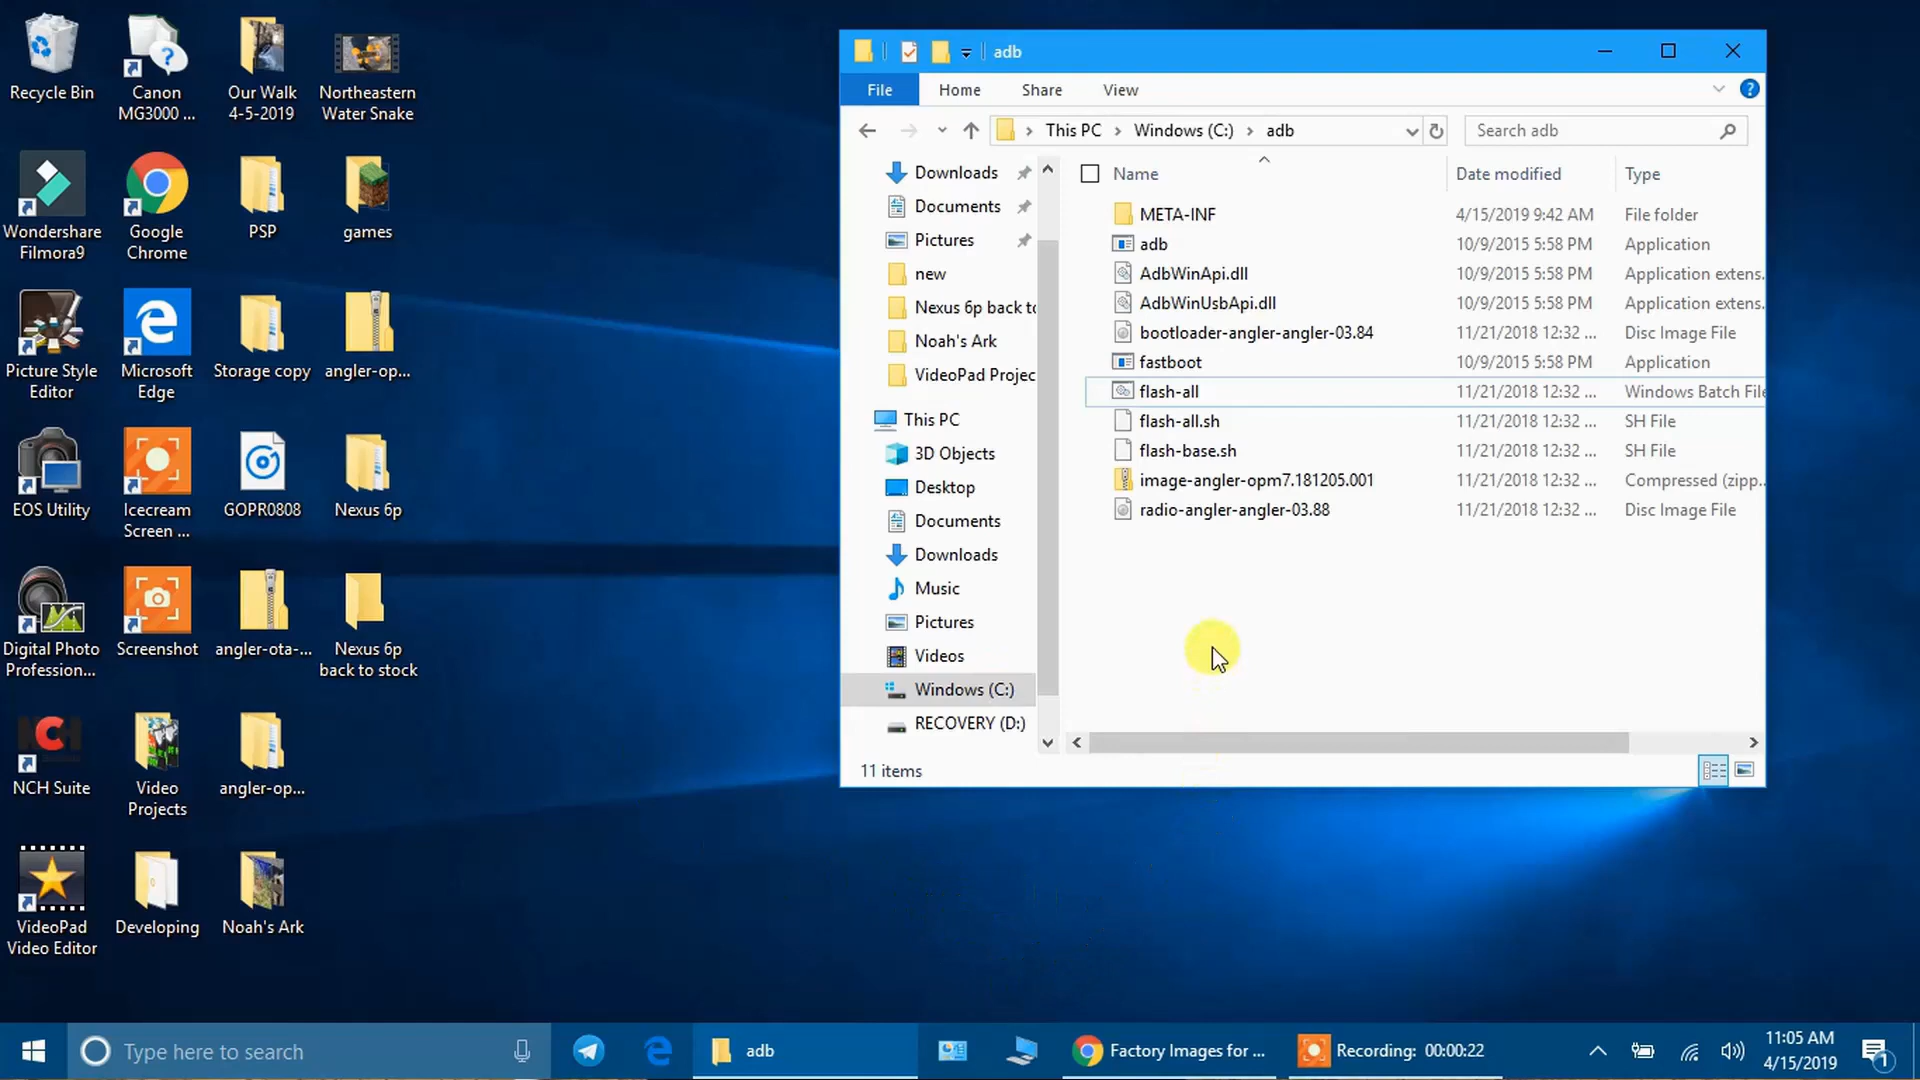 Recycle Bin
Canon
MG3000 ...
Our Walk
4-5-2019
Northeastern
Water Snake
Wondershare
Filmora9
Google
Chrome
PSP
games
Picture Style
Editor
Microsoft
Edge
Storage copy
angler-op...
EOS Utility
Icecream
Screen ...
GOPR0808
Nexus 6p
Digital Photo
Profession...
Screenshot
angler-ota-...
Nexus 6p
back to stock
NCH Suite
Video
Projects
angler-op...
VideoPad
Video Editor
Developing
Noah's Ark
adb
File Home Share View
This PC Windows (C:) adb
Search adb
Downloads
Documents
Pictures
new
Nexus 6p back to
Noah's Ark
VideoPad Projec
This PC
3D Objects
Desktop
Documents
Downloads
Music
Pictures
Videos
Windows (C:)
RECOVERY (D:)
Name Date modified Type
META-INF 4/15/2019 9:42 AM File folder
adb 10/9/2015 5:58 PM Application
AdbWinApi.dll 10/9/2015 5:58 PM Application extens.
AdbWinUsbApi.dll 10/9/2015 5:58 PM Application extens.
bootloader-angler-angler-03.84 11/21/2018 12:32 ... Disc Image File
fastboot 10/9/2015 5:58 PM Application
flash-all 11/21/2018 12:32 ... Windows Batch File
flash-all.sh 11/21/2018 12:32 ... SH File
flash-base.sh 11/21/2018 12:32 ... SH File
image-angler-opm7.181205.001 11/21/2018 12:32 ... Compressed (zipp...
radio-angler-angler-03.88 11/21/2018 12:32 ... Disc Image File
11 items
Type here to search
adb
Factory Images for ...
Recording: 00:00:22
11:05 AM
4/15/2019
1